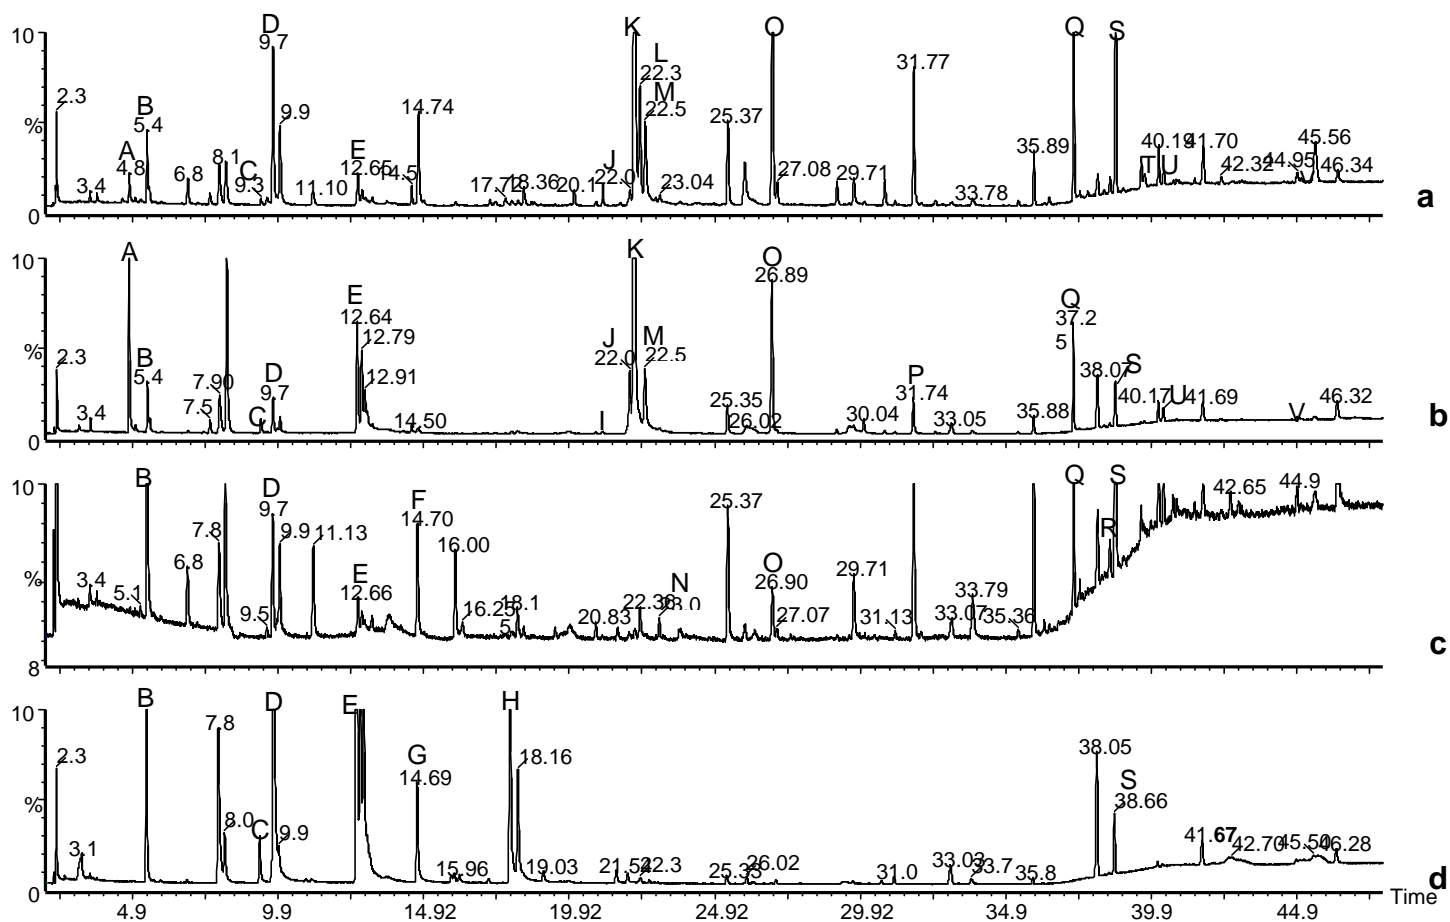 D K O Q S
10 9.7 L
22.3
2.3 B 9.9 14.74 M 31.77
% 5.4 22.5 25.37
A E 35.89 40.19 41.70 45.56
4.8 6.8 8.1 C 12.65 14.5 J 27.08 T U 44.95
3.4 9.3 11.10 17.72 18.36 20.1 22.0 23.04 29.71 33.78 42.32 46.34
0 a
A K O
10 26.89
E Q
12.64 J M 37.2
% 12.79 5
2.3 B 22.0 22.5 P S
5.4 D 12.91 38.07
7.90 9.7 31.74 U
3.4 7.5 C 14.50 I 25.35 26.02 30.04 33.05 35.88 40.17 41.69 V 46.32
0 b
B D F Q S
10 9.7 25.37 42.65 44.9
14.70
7.8 9.9 11.13 16.00 R
% 6.8 E N O
3.4 12.66 26.90 29.71 33.79
5.1 9.5 16.25 18.1 20.83 22.36 23.0 27.07 31.13 33.07 35.36
5
8 c
B D E H
10
7.8 38.05
2.3 G 18.16
14.69 S
% 8.0 C 38.66
9.9 41.67
3.1 15.96 19.03 21.54 22.3 25.33 26.02 31.0 33.03 33.7 35.8 42.70 45.50 46.28
0 d
4.9 9.9 14.92 19.92 24.92 29.92 34.9 39.9 44.9 Time